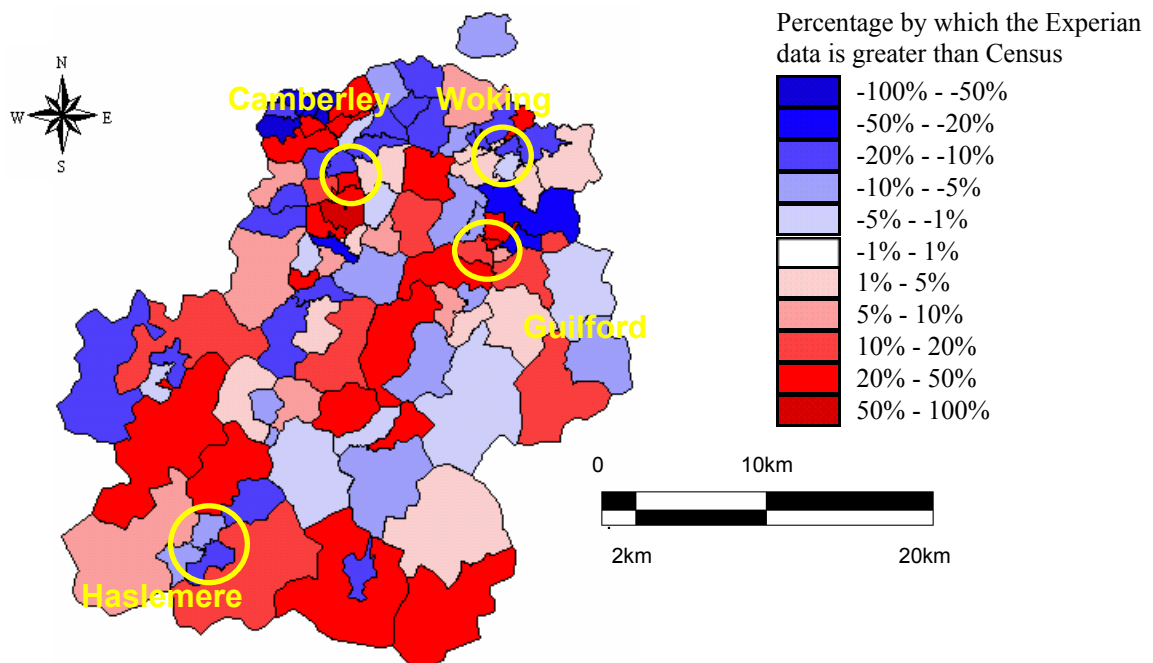 Percentage by which the Experian
data is greater than Census
-100% - -50%
-50% - -20%
-20% - -10%
-10% - -5%
-5% - -1%
-1% - 1%
1% - 5%
5% - 10%
10% - 20%
20% - 50%
50% - 100%
N
W E
S
Camberley Woking
Guilford
Haslemere
0 10km
2km 20km